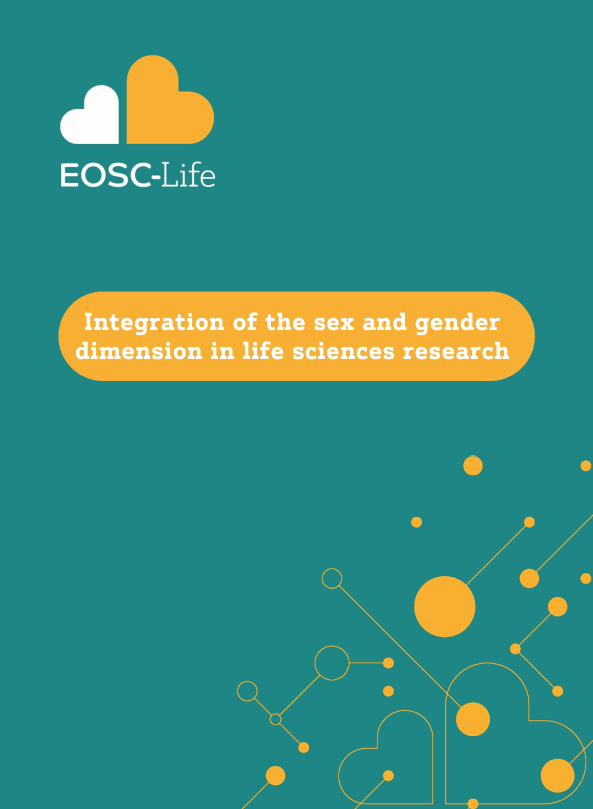 EOSC-Life
Integration of the sex and gender
dimension in life sciences research